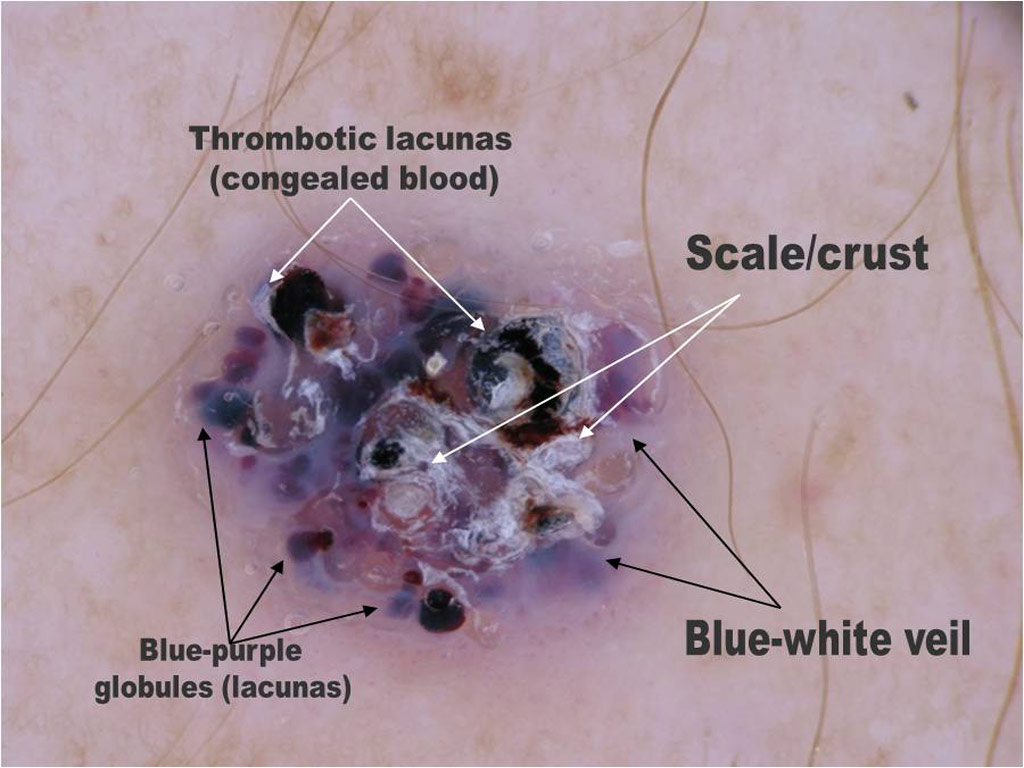 Thrombotic lacunas
(congealed blood)
Scale/crust
Blue-white veil
Blue-purple
globules (lacunas)